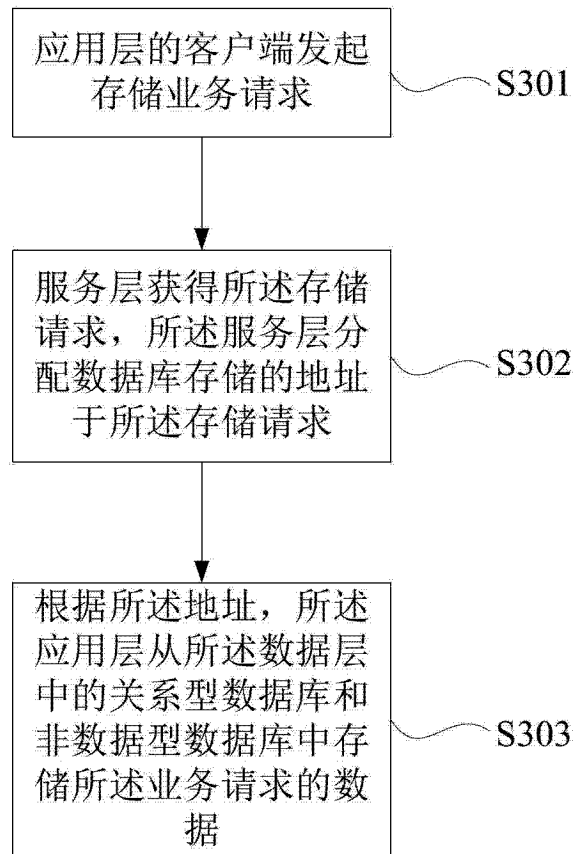 应用层的客户端发起
存储业务请求
S301
服务层获得所述存储
请求，所述服务层分
配数据库存储的地址
于所述存储请求
S302
根据所述地址，所述
应用层从所述数据层
中的关系型数据库和
非数据型数据库中存
储所述业务请求的数
据
S303